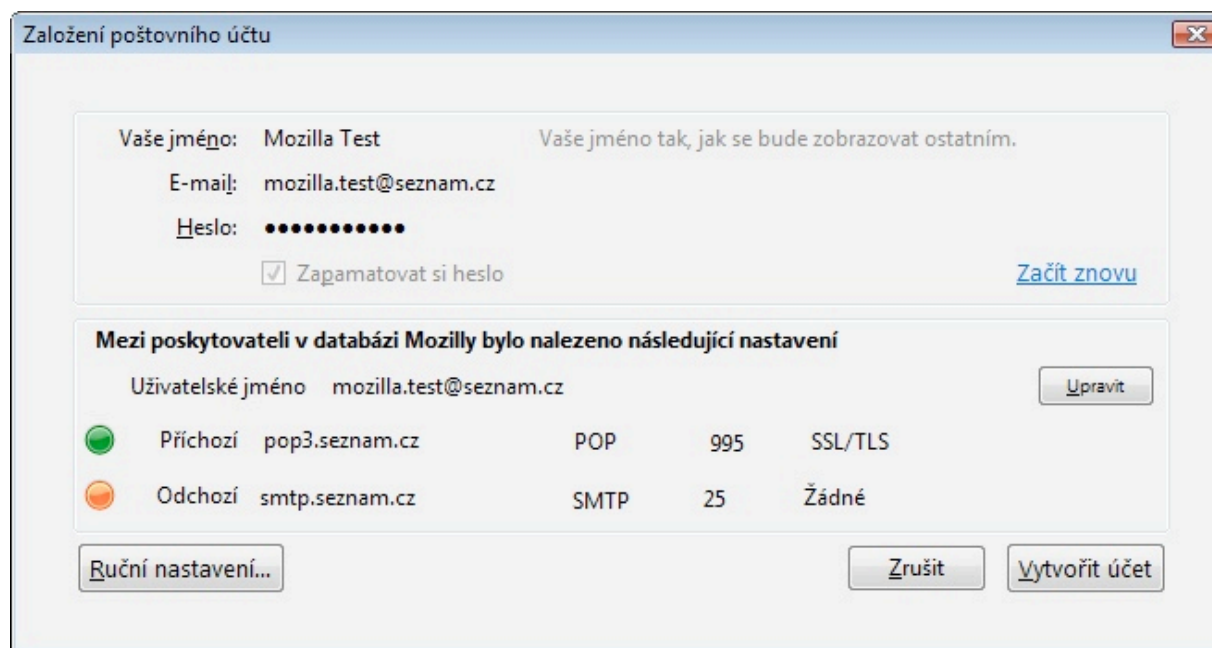 Založení poštovního účtu
Vaše jméno: Mozilla Test Vaše jméno tak, jak se bude zobrazovat ostatním.
E-mail: mozilla.test@seznam.cz
Heslo: •••••••••••
Zapamatovat si heslo Začít znovu
Mezi poskytovateli v databázi Mozilly bylo nalezeno následující nastavení
Uživatelské jméno mozilla.test@seznam.cz Upravit
Příchozí pop3.seznam.cz POP 995 SSL/TLS
Odchozí smtp.seznam.cz SMTP 25 Žádné
Ruční nastavení... Zrušit Vytvořit účet